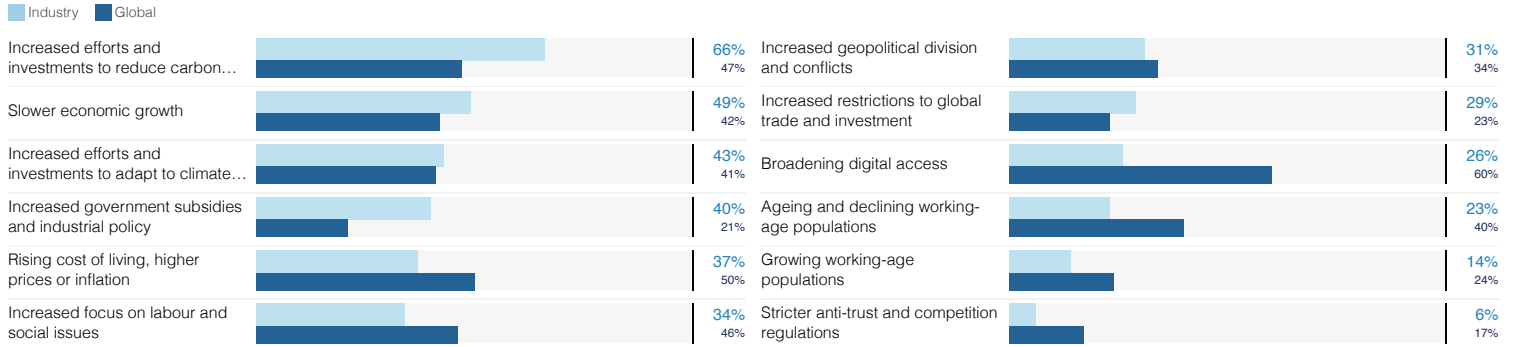 Industry Global
Increased efforts and
investments to reduce carbon…
66%
47%
Slower economic growth
49%
42%
Increased efforts and
investments to adapt to climate…
43%
41%
Increased government subsidies
and industrial policy
40%
21%
Rising cost of living, higher
prices or inflation
37%
50%
Increased focus on labour and
social issues
34%
46%
Increased geopolitical division
and conflicts
31%
34%
Increased restrictions to global
trade and investment
29%
23%
Broadening digital access
26%
60%
Ageing and declining working-
age populations
23%
40%
Growing working-age
populations
14%
24%
Stricter anti-trust and competition
regulations
6%
17%